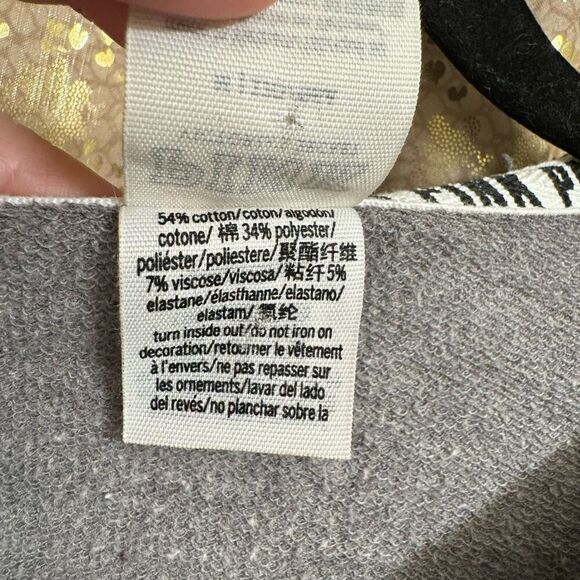 54% cotton/coton/algodón/
cotone/ 棉 34% polyester/
poliéster/poliestere/聚酯纤维
7% viscose/viscosa/粘纤 5%
elastane/élasthanne/elastano/
elastam/ 氨纶
turn inside out/do not iron on
decoration/retourner le vêtement
à l'envers/ne pas repasser sur
les ornements/lavar del lado
del revés/no planchar sobre la
PINK P